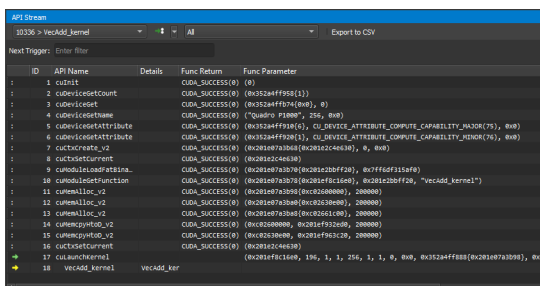 API Stream
10336 > VecAdd_kernel All Export to CSV
Next Trigger: Enter filter
ID API Name Details Func Return Func Parameter
1 cuInit CUDA_SUCCESS(0) (0)
2 cuDeviceGetCount CUDA_SUCCESS(0) (0x352a4ff958{1})
3 cuDeviceGet CUDA_SUCCESS(0) (0x352a4ffb74{0x0}, 0)
4 cuDeviceGetName CUDA_SUCCESS(0) ("Quadro P1000", 256, 0x0)
5 cuDeviceGetAttribute CUDA_SUCCESS(0) (0x352a4ff910{6}, CU_DEVICE_ATTRIBUTE_COMPUTE_CAPABILITY_MAJOR(75), 0x0)
6 cuDeviceGetAttribute CUDA_SUCCESS(0) (0x352a4ff920{1}, CU_DEVICE_ATTRIBUTE_COMPUTE_CAPABILITY_MINOR(76), 0x0)
7 cuCtxCreate_v2 CUDA_SUCCESS(0) (0x201e07a3b68{0x201e2c4e630}, 0, 0x0)
8 cuCtxSetCurrent CUDA_SUCCESS(0) (0x201e2c4e630)
9 cuModuleLoadFatBina.. CUDA_SUCCESS(0) (0x201e07a3b70{0x201e2bbff20}, 0x7ff6df315af0)
10 cuModuleGetFunction CUDA_SUCCESS(0) (0x201e07a3b78{0x201ef8c16e0}, 0x201e2bbff20, "VecAdd_kernel")
11 cuMemAlloc_v2 CUDA_SUCCESS(0) (0x201e07a3b98{0xc02600000}, 200000)
12 cuMemAlloc_v2 CUDA_SUCCESS(0) (0x201e07a3ba0{0xc02630e00}, 200000)
13 cuMemAlloc_v2 CUDA_SUCCESS(0) (0x201e07a3ba8{0xc02661c00}, 200000)
14 cuMemcpyHtoD_v2 CUDA_SUCCESS(0) (0xc02600000, 0x201ef932ed0, 200000)
15 cuMemcpyHtoD_v2 CUDA_SUCCESS(0) (0xc02630e00, 0x201ef963c20, 200000)
16 cuCtxSetCurrent CUDA_SUCCESS(0) (0x201e2c4e630)
17 cuLaunchKernel (0x201ef8c16e0, 196, 1, 1, 256, 1, 1, 0, 0x0, 0x352a4ff888{0x201e07a3b98}, 0x
18 VecAdd_kernel VecAdd_ker